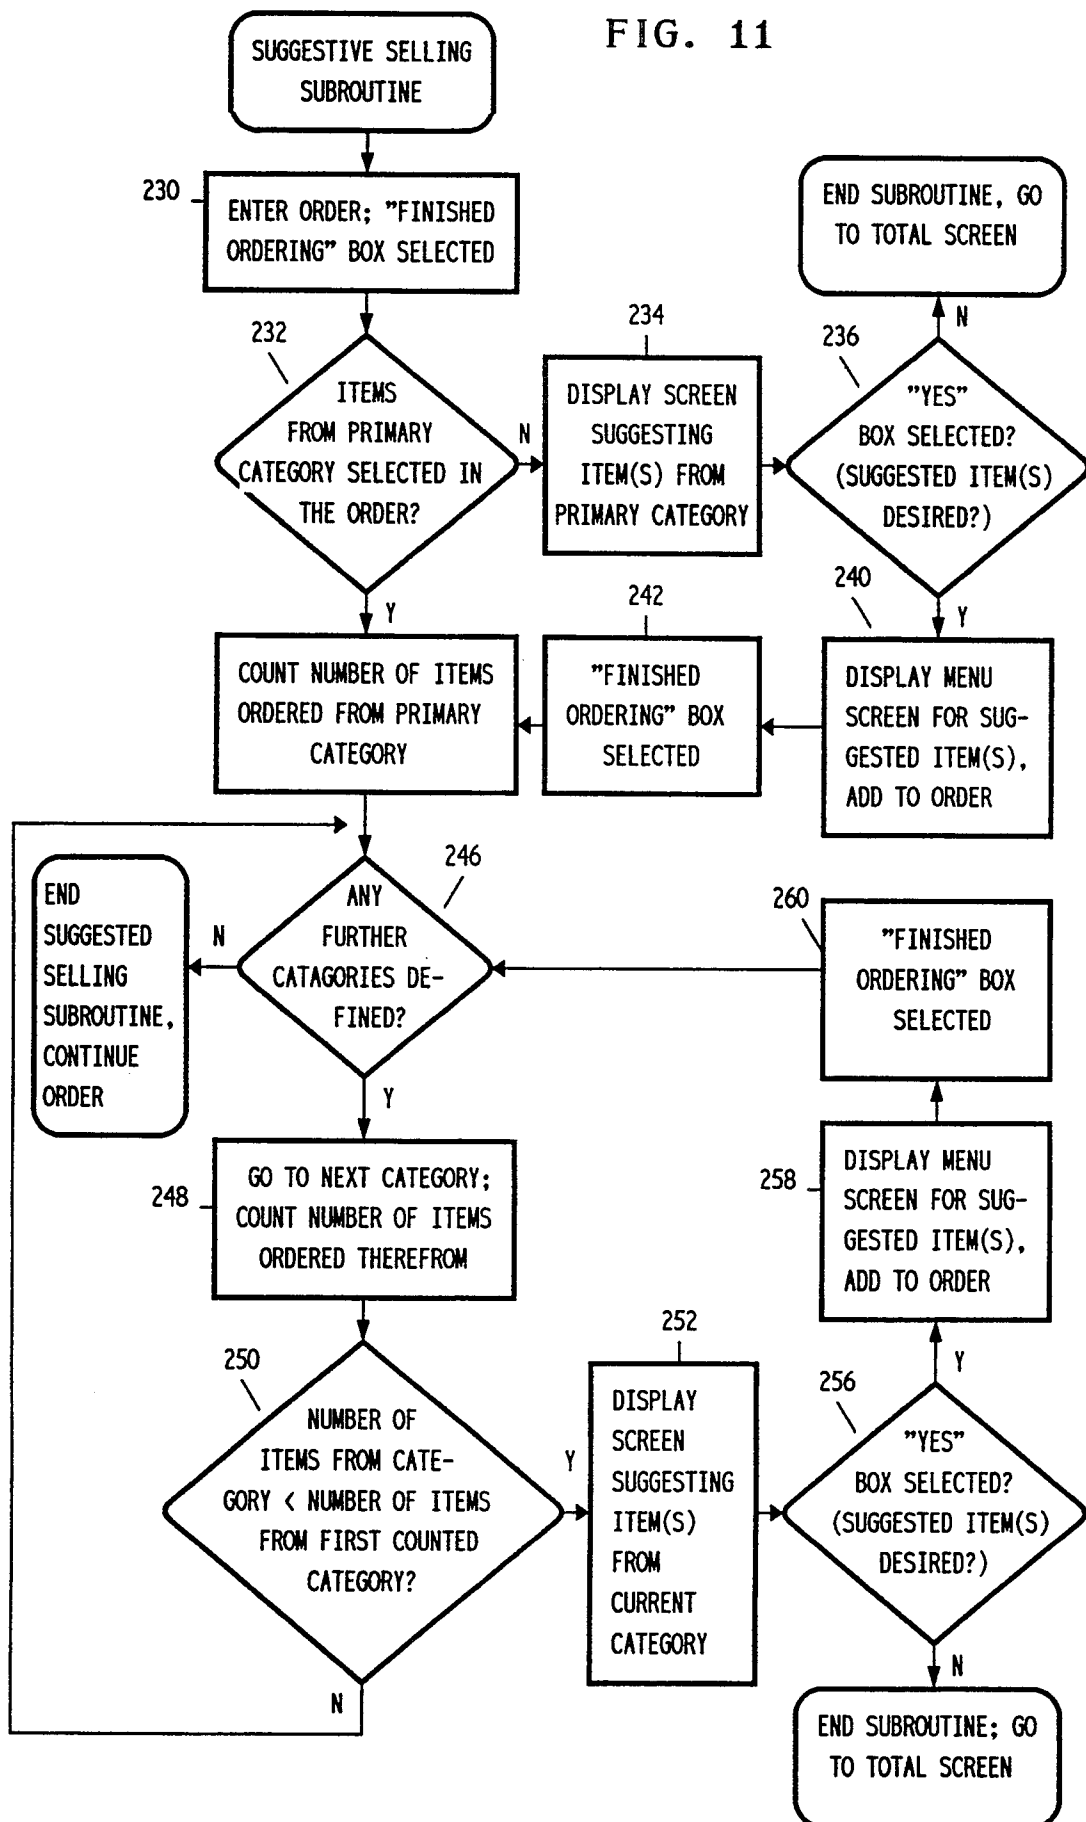 FIG. 11
SUGGESTIVE SELLING
SUBROUTINE
230
ENTER ORDER; "FINISHED
ORDERING" BOX SELECTED
END SUBROUTINE, GO
TO TOTAL SCREEN
N
232
ITEMS
FROM PRIMARY
CATEGORY SELECTED IN
THE ORDER?
N
Y
234
DISPLAY SCREEN
SUGGESTING
ITEM(S) FROM
PRIMARY CATEGORY
236
"YES"
BOX SELECTED?
(SUGGESTED ITEM(S)
DESIRED?)
Y
240
DISPLAY MENU
SCREEN FOR SUG-
GESTED ITEM(S),
ADD TO ORDER
242
"FINISHED
ORDERING" BOX
SELECTED
COUNT NUMBER OF ITEMS
ORDERED FROM PRIMARY
CATEGORY
246
ANY
FURTHER
CATAGORIES DE-
FINED?
N
Y
END
SUGGESTED
SELLING
SUBROUTINE,
CONTINUE
ORDER
260
"FINISHED
ORDERING" BOX
SELECTED
248
GO TO NEXT CATEGORY;
COUNT NUMBER OF ITEMS
ORDERED THEREFROM
258
DISPLAY MENU
SCREEN FOR SUG-
GESTED ITEM(S),
ADD TO ORDER
250
NUMBER OF
ITEMS FROM CATE-
GORY < NUMBER OF ITEMS
FROM FIRST COUNTED
CATEGORY?
Y
N
252
DISPLAY
SCREEN
SUGGESTING
ITEM(S)
FROM
CURRENT
CATEGORY
256
Y
"YES"
BOX SELECTED?
(SUGGESTED ITEM(S)
DESIRED?)
N
END SUBROUTINE; GO
TO TOTAL SCREEN